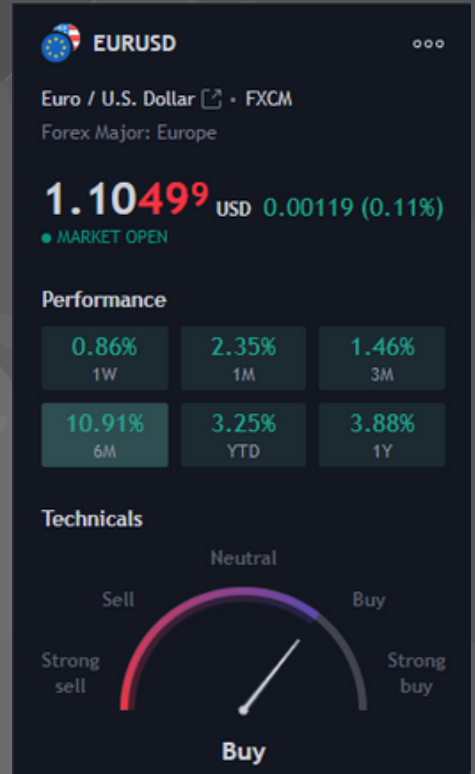 EURUSD
Euro / U.S. Dollar • FXCM
Forex Major: Europe
1.10499 USD 0.00119 (0.11%)
MARKET OPEN
Performance
0.86% 2.35% 1.46%
1W 1M 3M
10.91% 3.25% 3.88%
6M YTD 1Y
Technicals
Neutral
Sell Buy
Strong Strong
sell buy
Buy